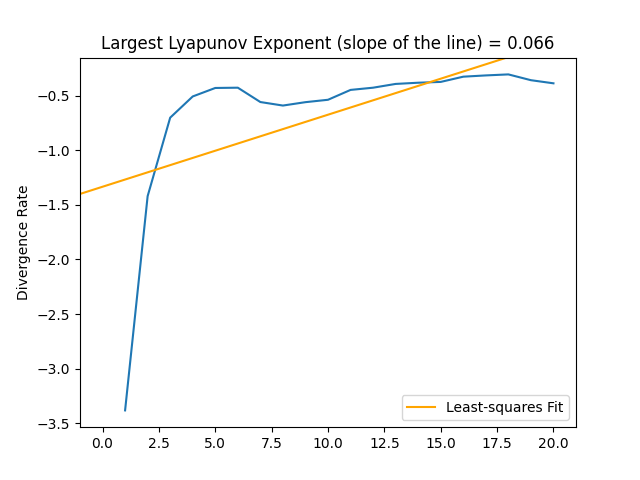 Largest Lyapunov Exponent (slope of the line) = 0.066
Divergence Rate
−0.5
−1.0
−1.5
−2.0
−2.5
−3.0
−3.5
Least-squares Fit
0.0 2.5 5.0 7.5 10.0 12.5 15.0 17.5 20.0